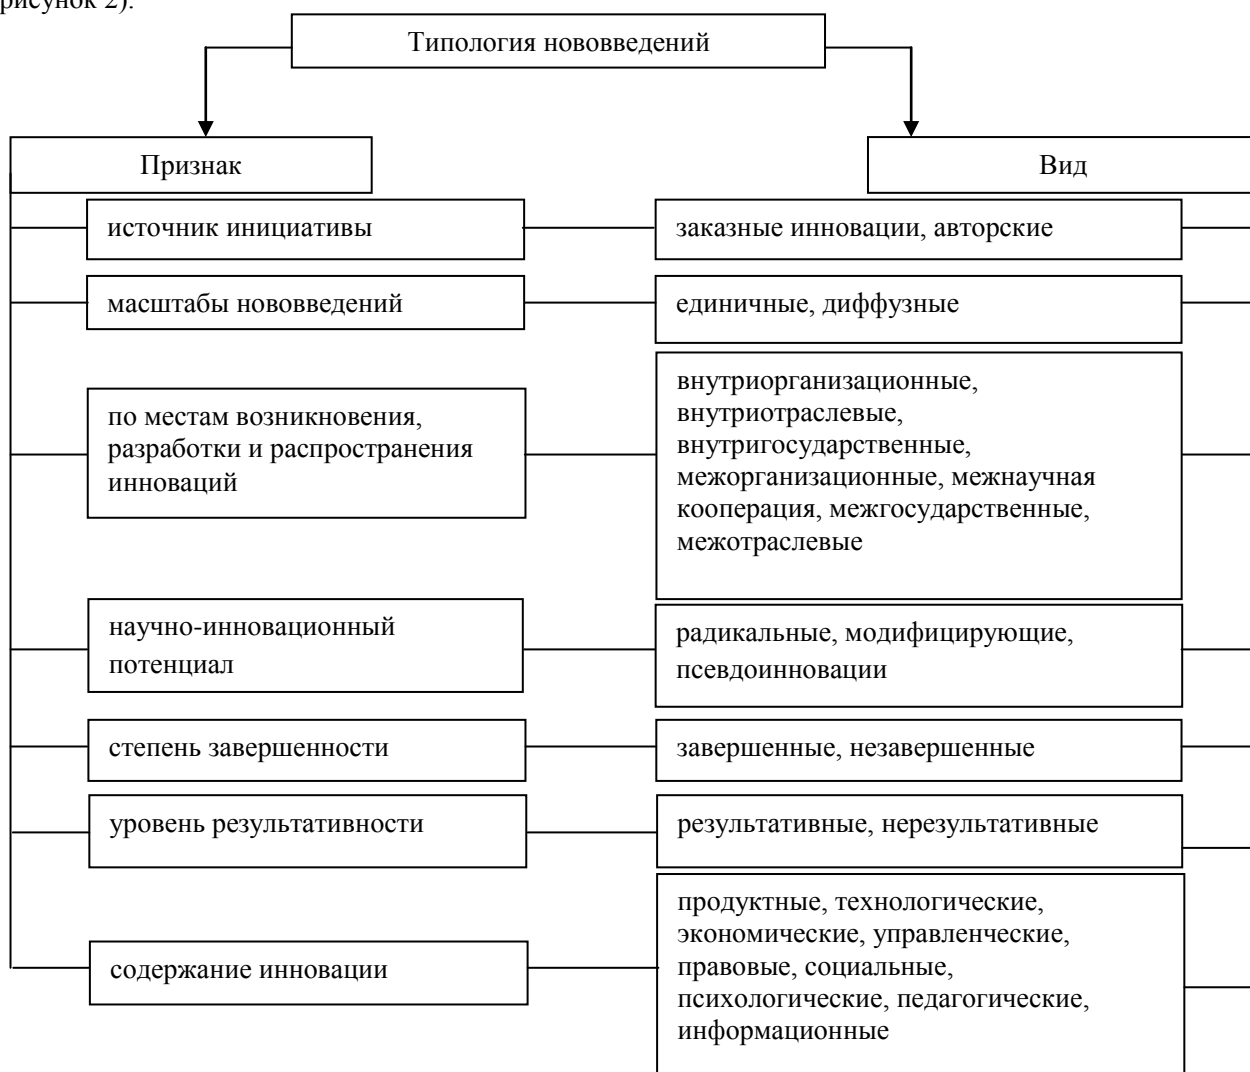 рисунок 2).
Типология нововведений
Признак
Вид
источник инициативы
заказные инновации, авторские
масштабы нововведений
единичные, диффузные
по местам возникновения,
разработки и распространения
инноваций
внутриорганизационные,
внутриотраслевые,
внутригосударственные,
межорганизационные, межнаучная
кооперация, межгосударственные,
межотраслевые
научно-инновационный
потенциал
радикальные, модифицирующие,
псевдоинновации
степень завершенности
завершенные, незавершенные
уровень результативности
результативные, нерезультативные
содержание инновации
продуктные, технологические,
экономические, управленческие,
правовые, социальные,
психологические, педагогические,
информационные